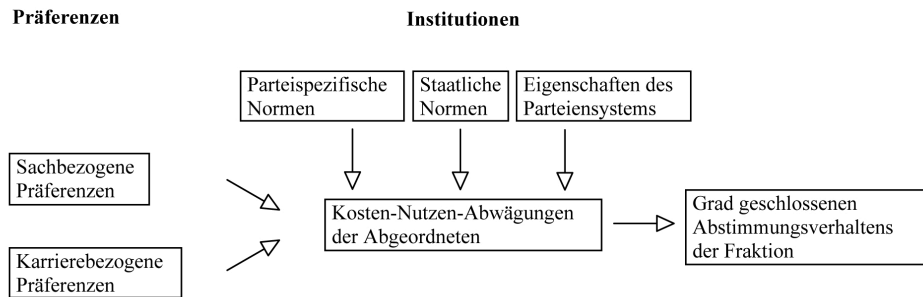 Präferenzen
Institutionen
Parteispezifische
Normen
Staatliche
Normen
Eigenschaften des
Parteiensystems
Sachbezogene
Präferenzen
Kosten-Nutzen-Abwägungen
der Abgeordneten
Grad geschlossenen
Abstimmungsverhaltens
der Fraktion
Karrierebezogene
Präferenzen